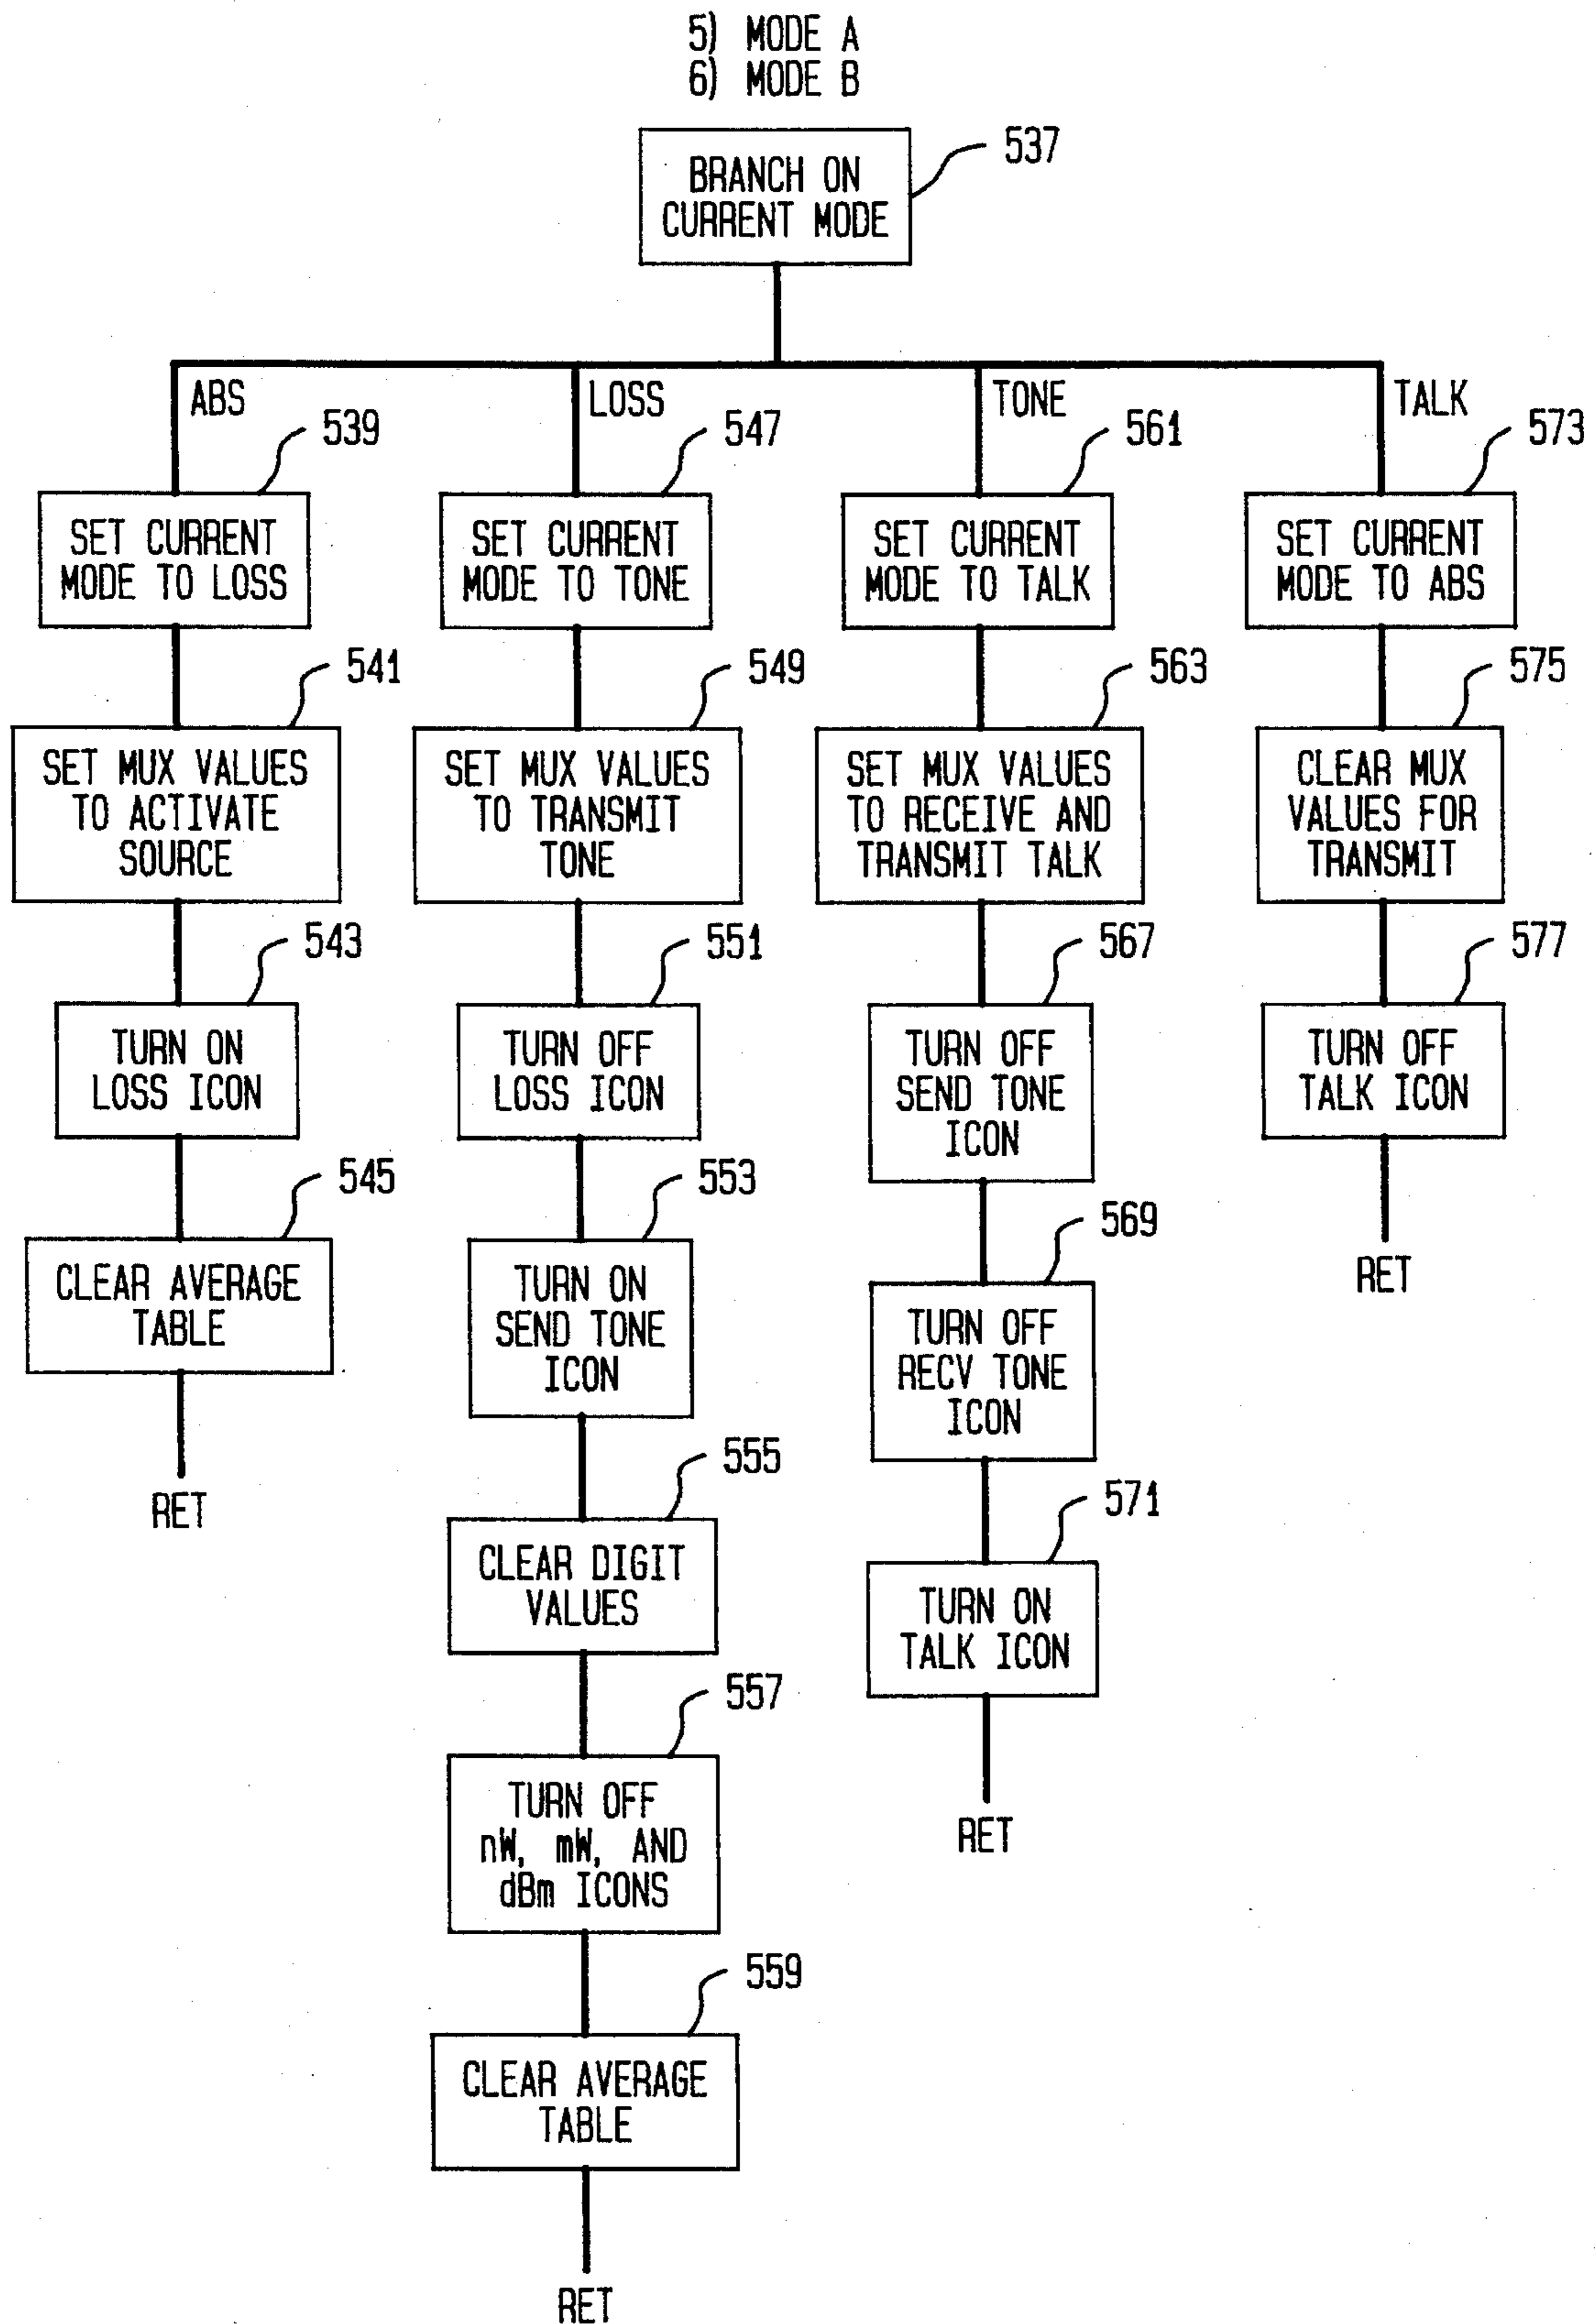 5) MODE A
6) MODE B
537
BRANCH ON
CURRENT MODE
ABS
LOSS
TONE
TALK
539
SET CURRENT
MODE TO LOSS
541
SET MUX VALUES
TO ACTIVATE
SOURCE
543
TURN ON
LOSS ICON
545
CLEAR AVERAGE
TABLE
RET
547
SET CURRENT
MODE TO TONE
549
SET MUX VALUES
TO TRANSMIT
TONE
551
TURN OFF
LOSS ICON
553
TURN ON
SEND TONE
ICON
555
CLEAR DIGIT
VALUES
557
TURN OFF
nW, mW, AND
dBm ICONS
559
CLEAR AVERAGE
TABLE
RET
561
SET CURRENT
MODE TO TALK
563
SET MUX VALUES
TO RECEIVE AND
TRANSMIT TALK
567
TURN OFF
SEND TONE
ICON
569
TURN OFF
RECV TONE
ICON
571
TURN ON
TALK ICON
RET
573
SET CURRENT
MODE TO ABS
575
CLEAR MUX
VALUES FOR
TRANSMIT
577
TURN OFF
TALK ICON
RET